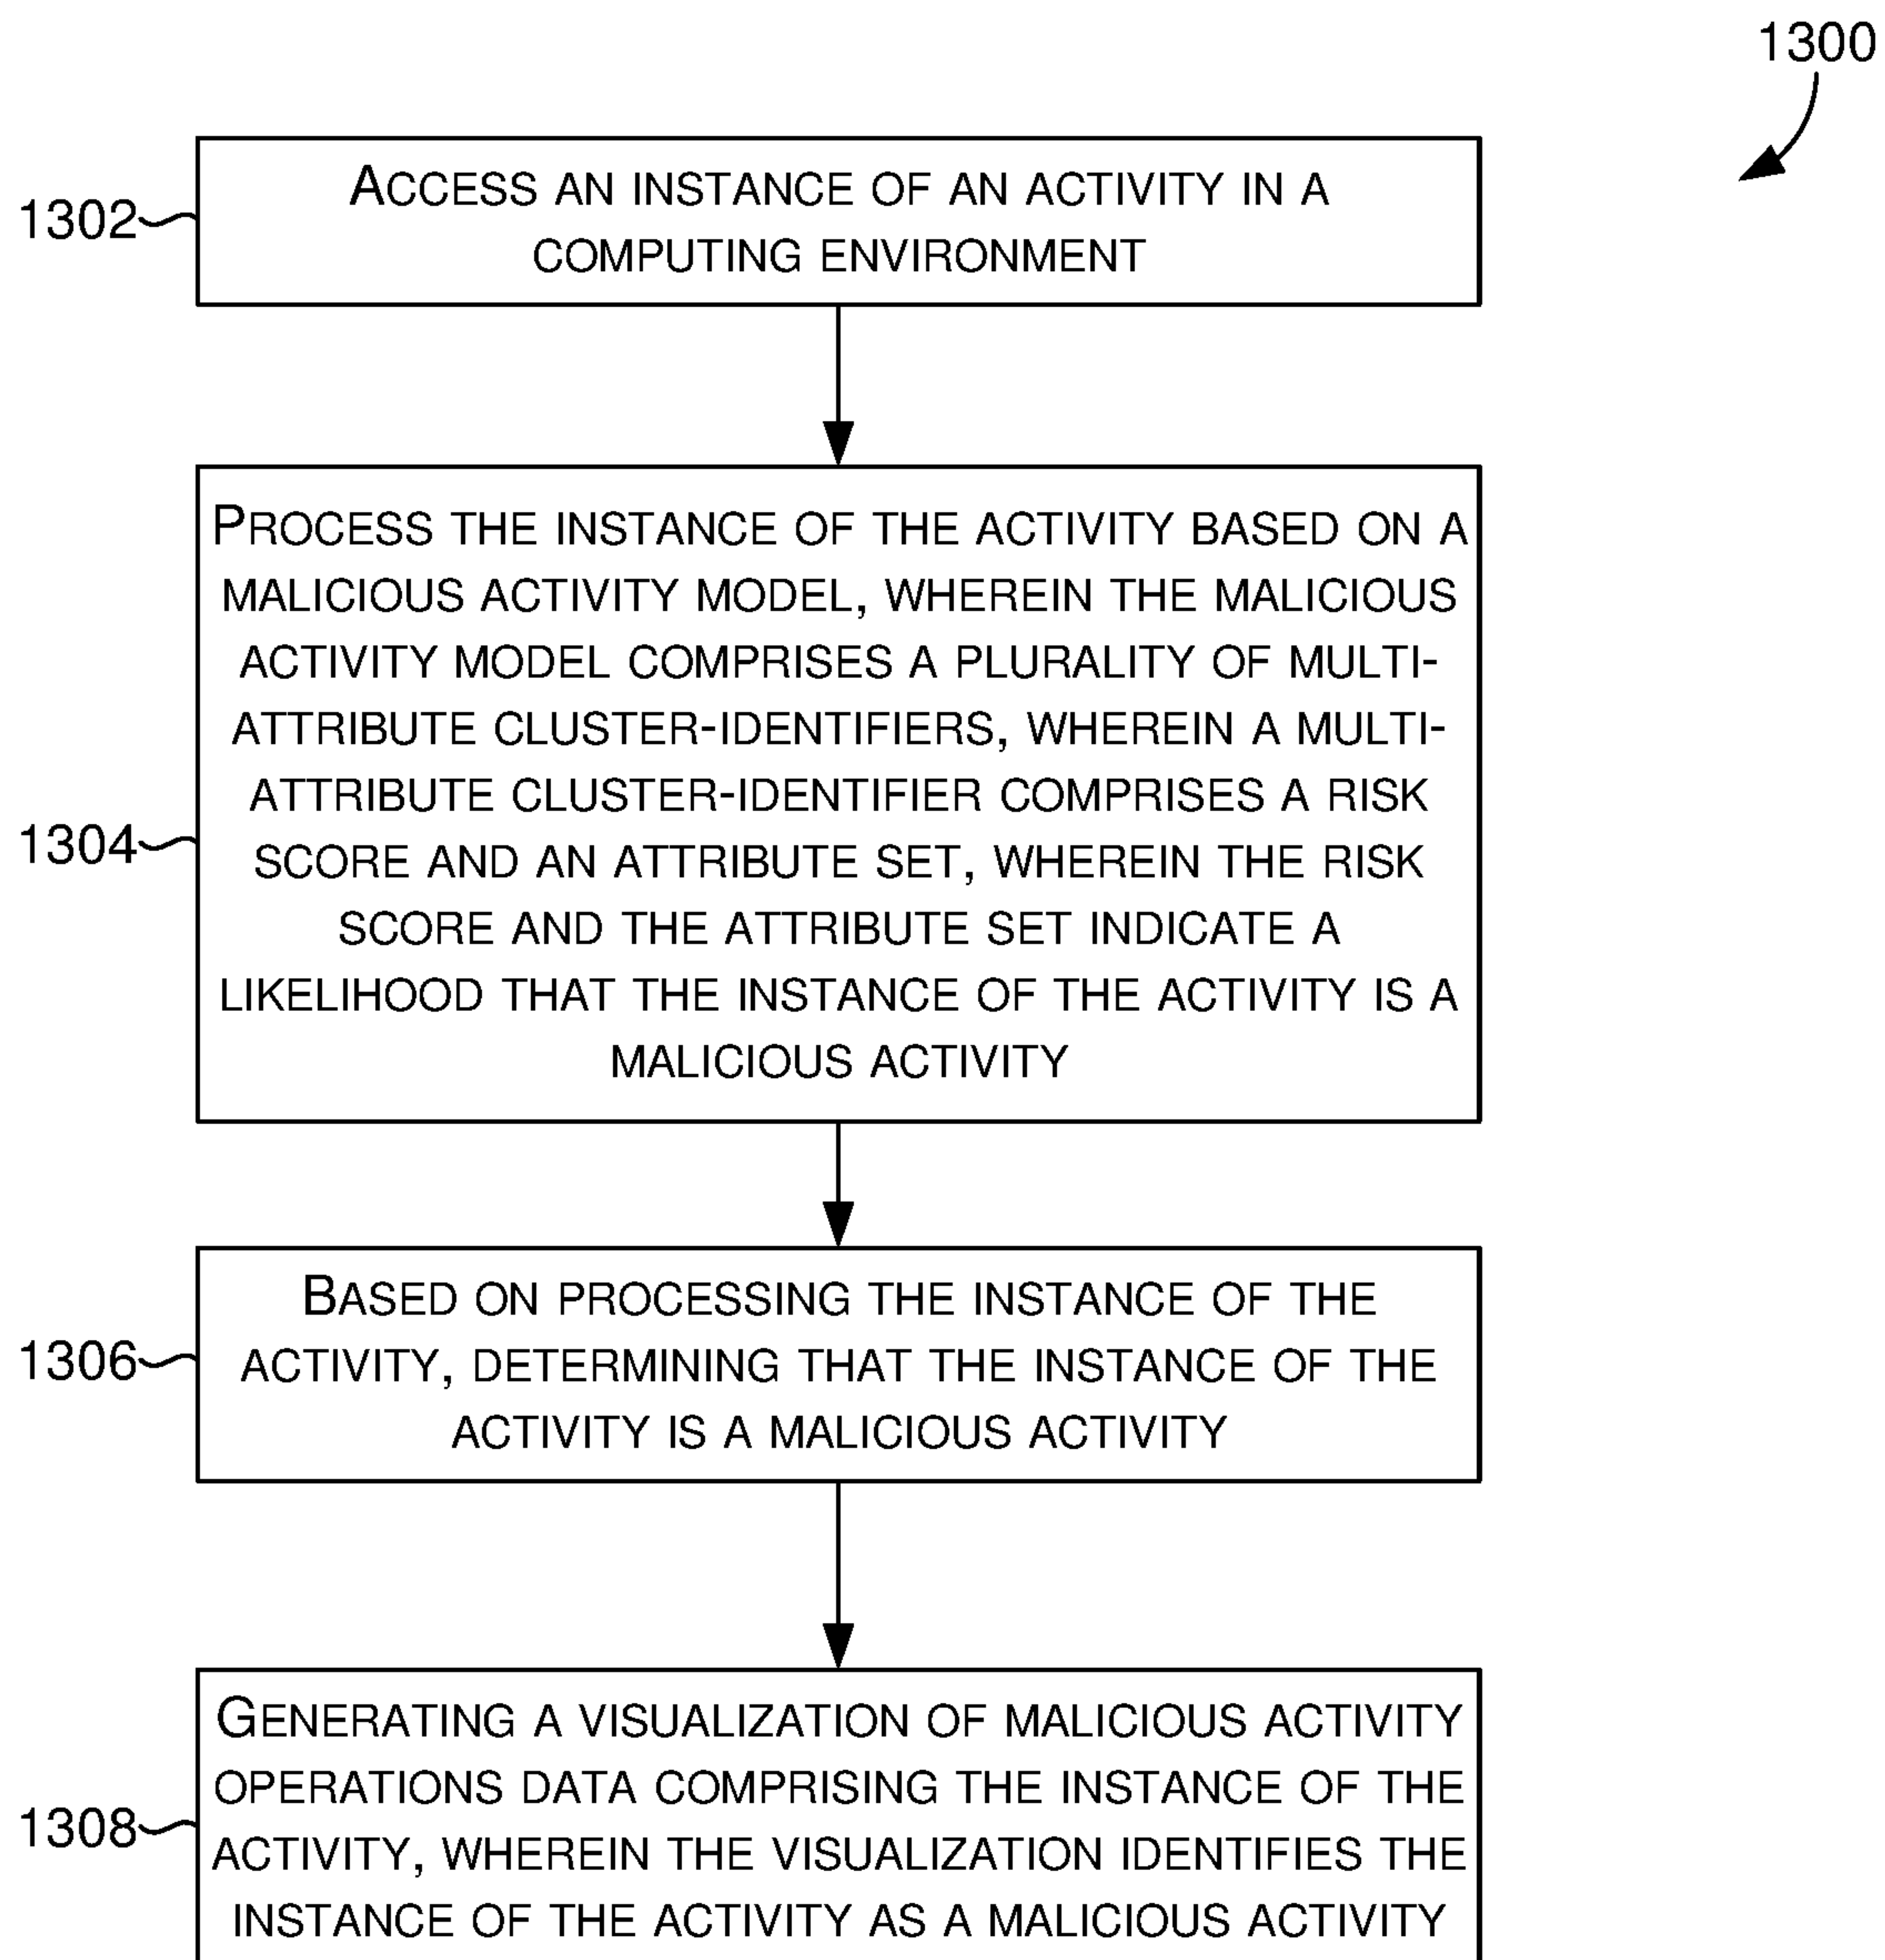 1300
1302
ACCESS AN INSTANCE OF AN ACTIVITY IN A
COMPUTING ENVIRONMENT
1304
PROCESS THE INSTANCE OF THE ACTIVITY BASED ON A
MALICIOUS ACTIVITY MODEL, WHEREIN THE MALICIOUS
ACTIVITY MODEL COMPRISES A PLURALITY OF MULTI-
ATTRIBUTE CLUSTER-IDENTIFIERS, WHEREIN A MULTI-
ATTRIBUTE CLUSTER-IDENTIFIER COMPRISES A RISK
SCORE AND AN ATTRIBUTE SET, WHEREIN THE RISK
SCORE AND THE ATTRIBUTE SET INDICATE A
LIKELIHOOD THAT THE INSTANCE OF THE ACTIVITY IS A
MALICIOUS ACTIVITY
1306
BASED ON PROCESSING THE INSTANCE OF THE
ACTIVITY, DETERMINING THAT THE INSTANCE OF THE
ACTIVITY IS A MALICIOUS ACTIVITY
1308
GENERATING A VISUALIZATION OF MALICIOUS ACTIVITY
OPERATIONS DATA COMPRISING THE INSTANCE OF THE
ACTIVITY, WHEREIN THE VISUALIZATION IDENTIFIES THE
INSTANCE OF THE ACTIVITY AS A MALICIOUS ACTIVITY